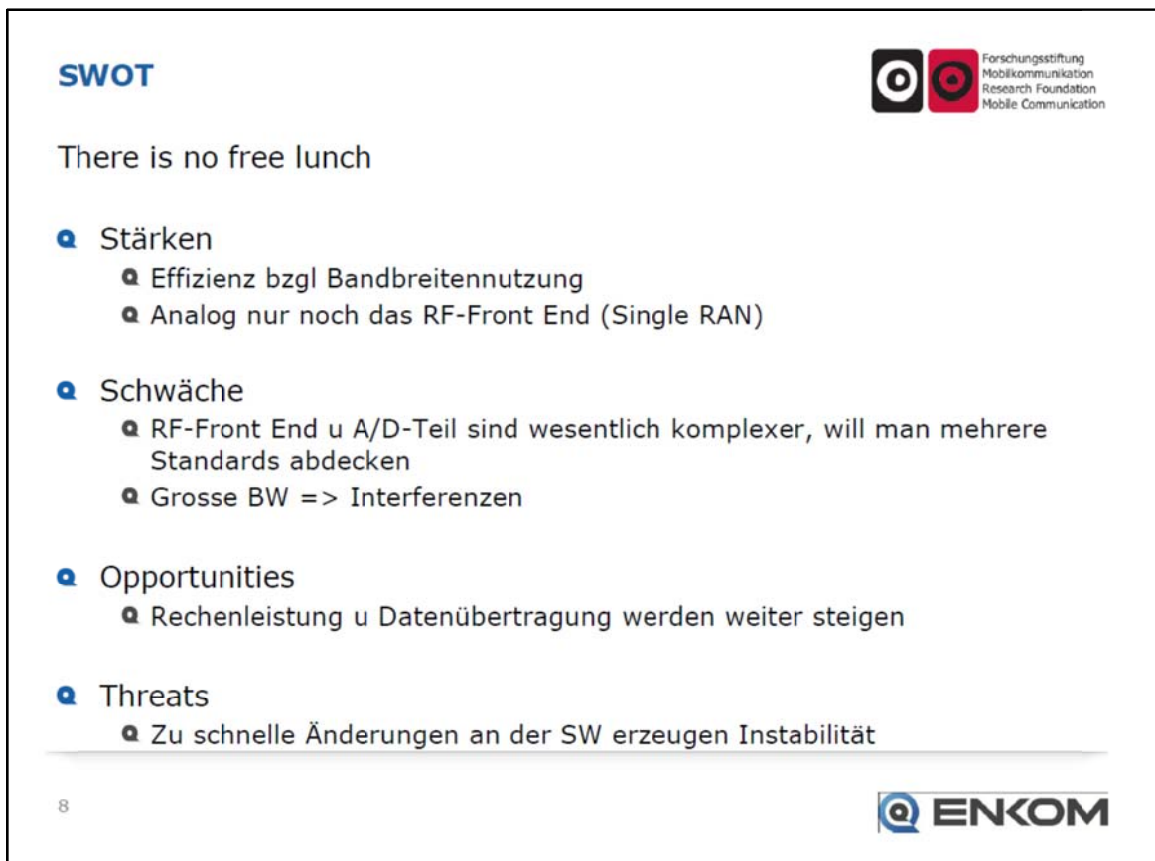 SWOT
Forschungsstiftung
Mobilkommunikation
Research Foundation
Mobile Communication
There is no free lunch
Stärken
Effizienz bzgl Bandbreitennutzung
Analog nur noch das RF-Front End (Single RAN)
Schwäche
RF-Front End u A/D-Teil sind wesentlich komplexer, will man mehrere
Standards abdecken
Grosse BW => Interferenzen
Opportunities
Rechenleistung u Datenübertragung werden weiter steigen
Threats
Zu schnelle Änderungen an der SW erzeugen Instabilität
8
ENKOM